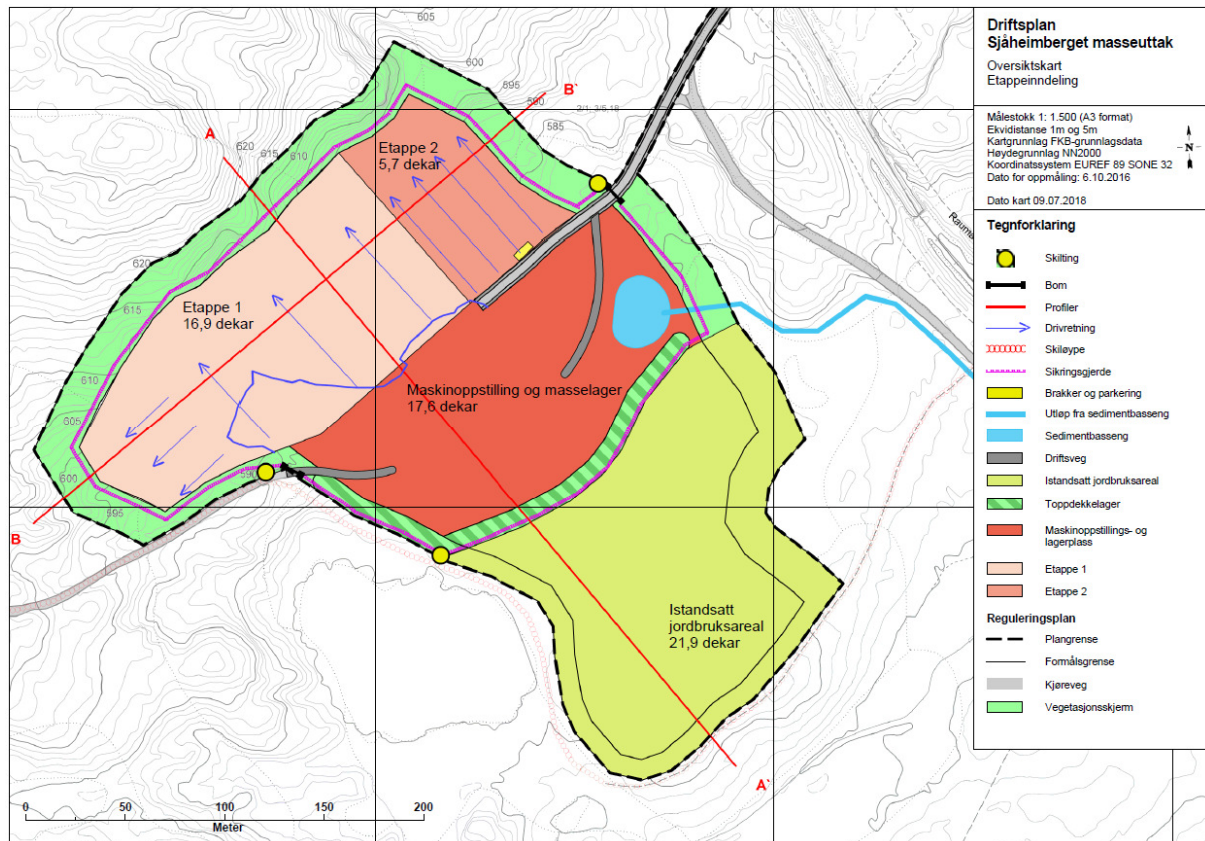 Driftsplan
Sjåheimberget masseuttak
Oversiktskart
Etappeinndeling
Målestokk 1: 1.500 (A3 format)
Ekvidistanse 1m og 5m
Kartgrunnlag FKB-grunnlagsdata
Høydegrunnlag NN2000
Koordinatssystem EUREF 89 SONE 32
Dato for oppmåling: 6.10.2016
Dato kart 09.07.2018
N
Tegnforklaring
Skilting
Bom
Profiler
Drivretning
Skiløype
Sikringsgjerde
Brakker og parkering
Utløp fra sedimentbasseng
Sedimentbasseng
Driftsveg
Istandsatt jordbruksareal
Toppdekkelager
Maskinoppstillings- og
lagerplass
Etappe 1
Etappe 2
Reguleringsplan
Plangrense
Formålsgrense
Kjøreveg
Vegetasjonsskjerm
605
600
595
590
585
B`
A
620
615
610
Etappe 2
5,7 dekar
620
615
Etappe 1
16,9 dekar
610
605
600
595
Maskinoppstilling og masselager
17,6 dekar
B
Istandsatt
jordbruksareal
21,9 dekar
A`
0 50 100 150 200
Meter